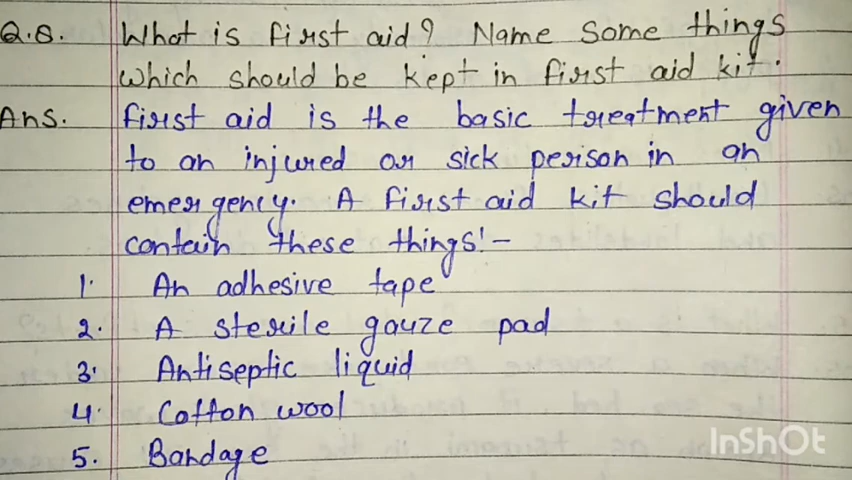 Q.8. What is first aid? Name some things
which should be kept in first aid kit.
Ans. First aid is the basic treatment given
to an injured or sick person in an
emergency. A first aid kit should
contain these things:-
1. An adhesive tape
2. A sterile gauze pad
3. Antiseptic liquid
4. Cotton wool
5. Bandage
InShOt